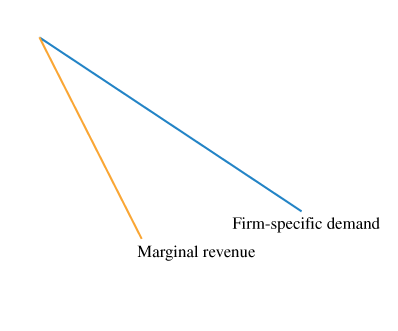 Firm-specific demand
Marginal revenue